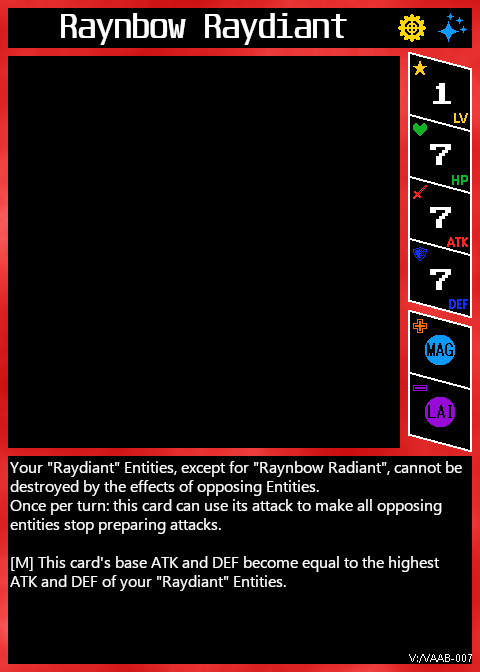 Raynbow Raydiant
1
LV
7
HP
7
ATK
7
DEF
MAG
LAI
Your "Raydiant" Entities, except for "Raynbow Radiant", cannot be
destroyed by the effects of opposing Entities.
Once per turn: this card can use its attack to make all opposing
entities stop preparing attacks.
[M] This card's base ATK and DEF become equal to the highest
ATK and DEF of your "Raydiant" Entities.
V:/VAAB-007